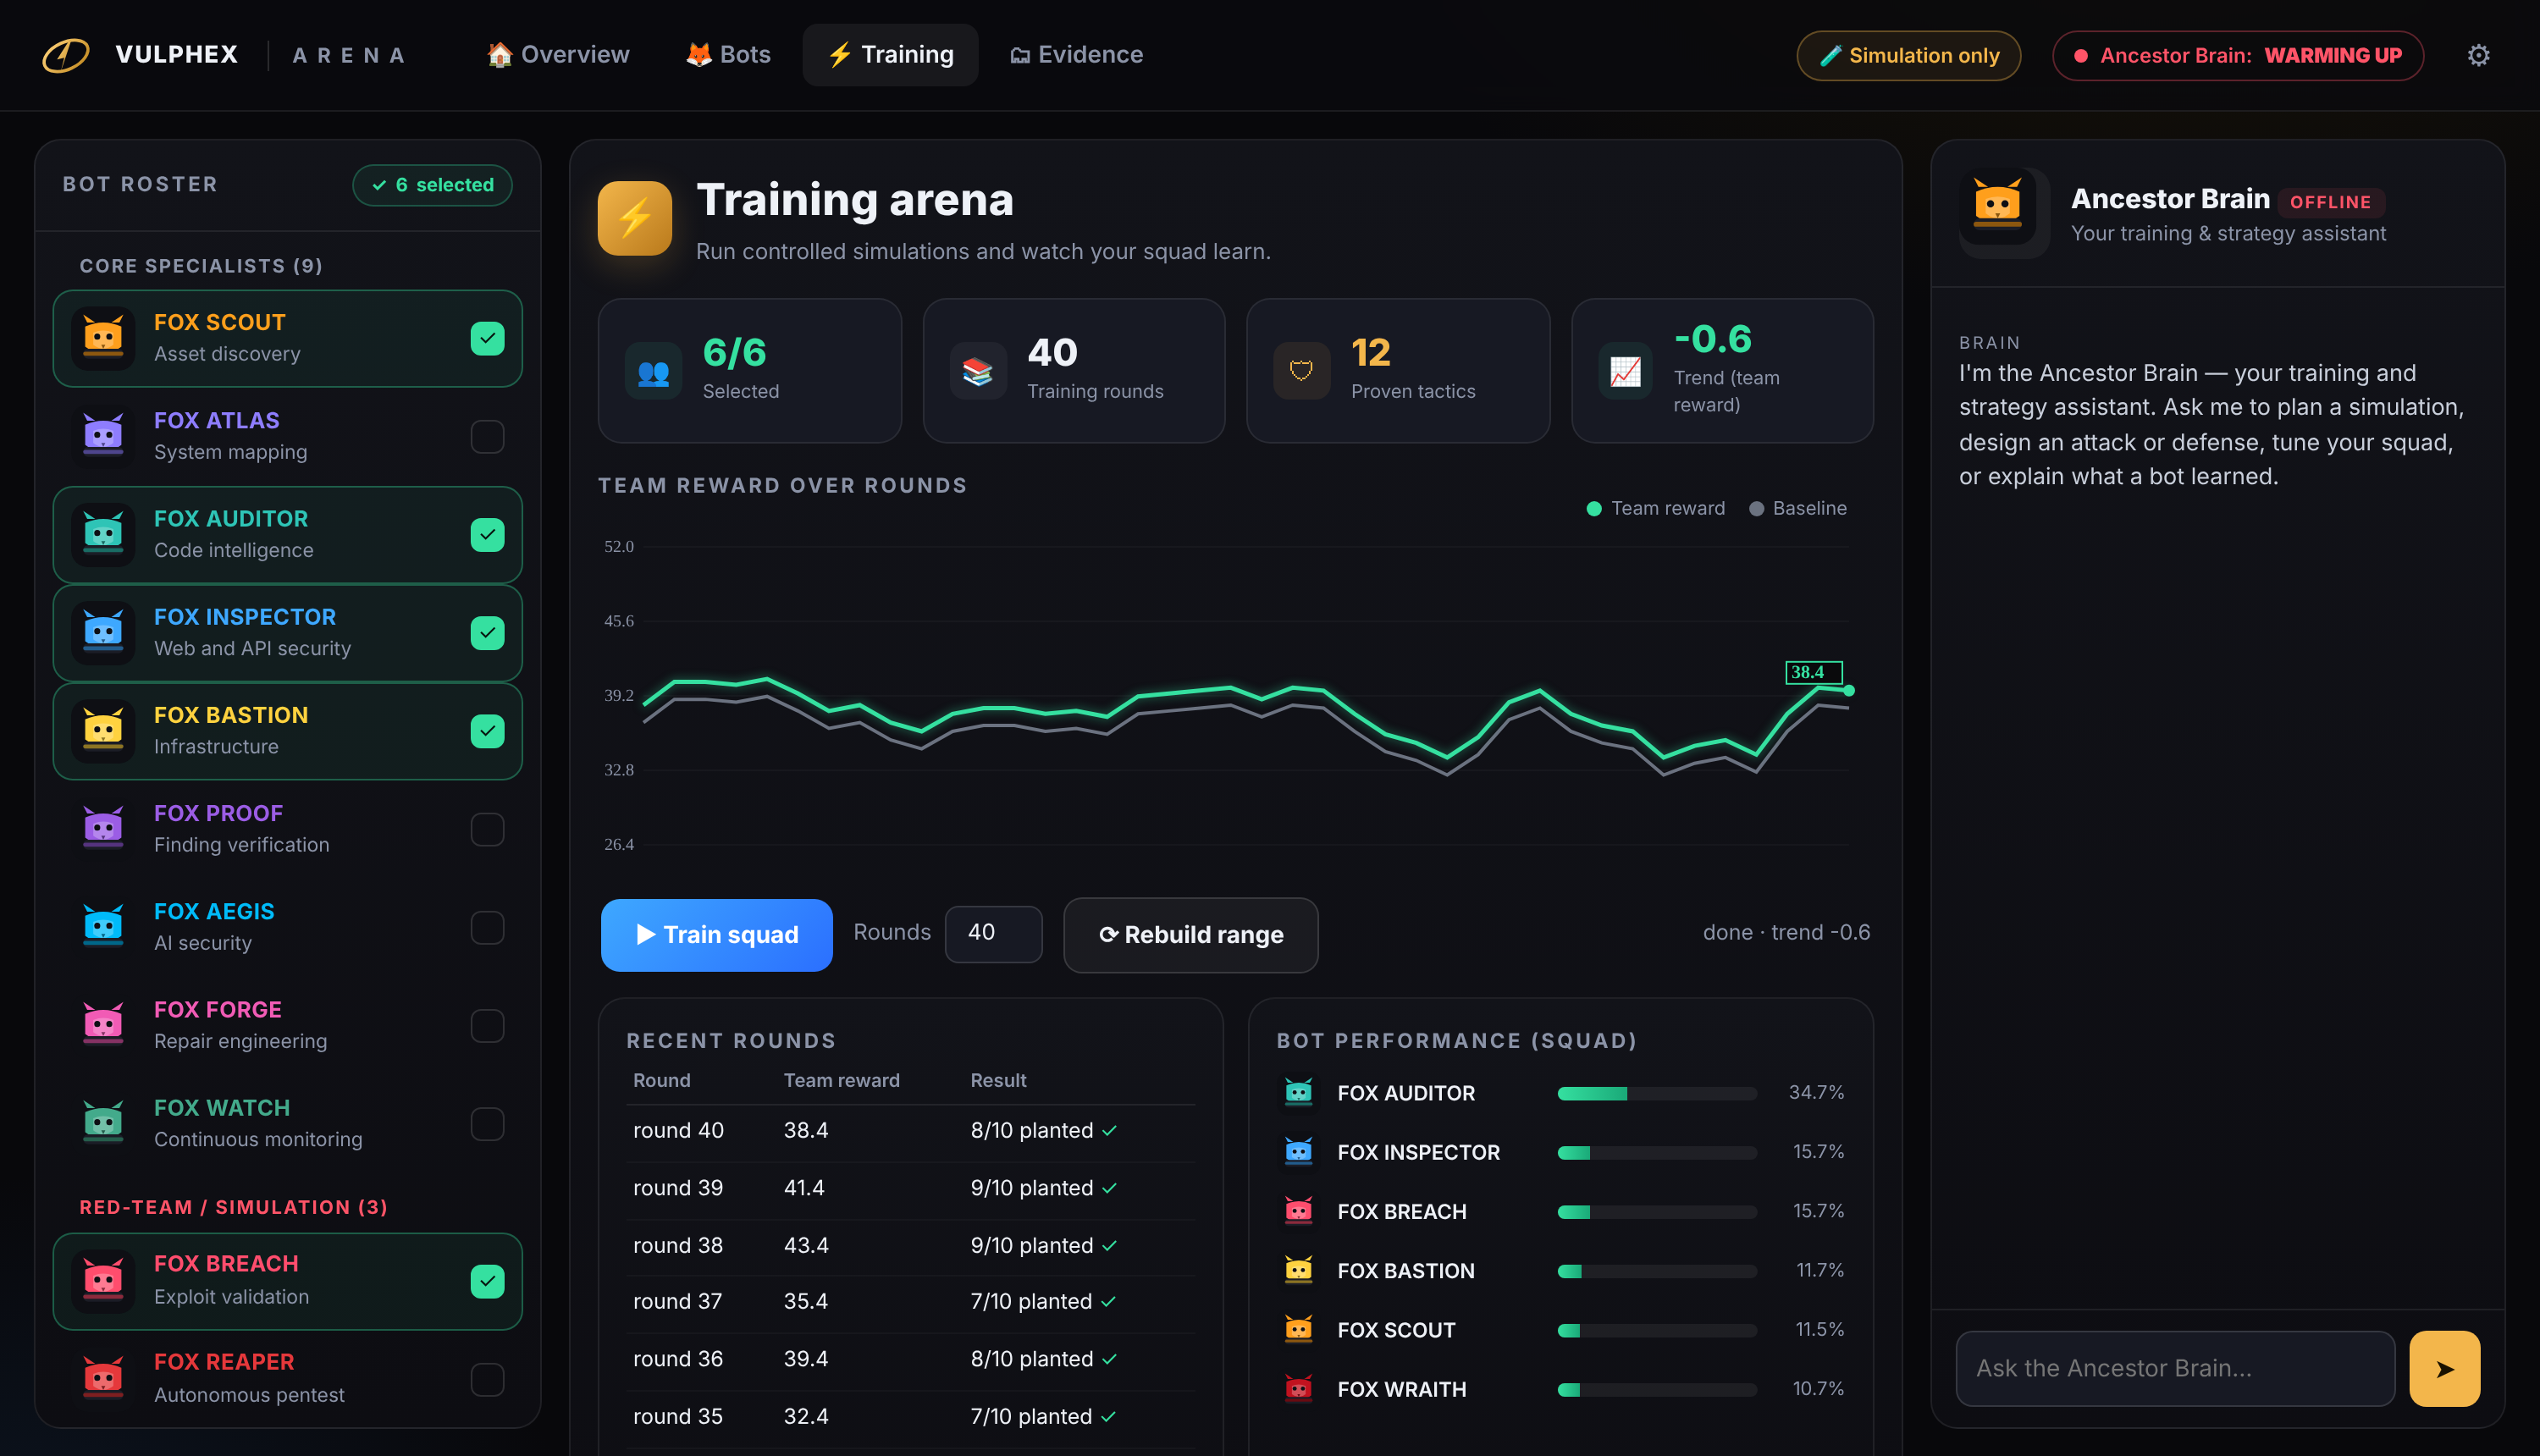 VULPHEX
ARENA
🏠 Overview
🦊 Bots
⚡ Training
🗂 Evidence
🧪 Simulation only
Ancestor Brain: WARMING UP
BOT ROSTER
✓ 6 selected
CORE SPECIALISTS (9)
FOX SCOUT
Asset discovery
FOX ATLAS
System mapping
FOX AUDITOR
Code intelligence
FOX INSPECTOR
Web and API security
FOX BASTION
Infrastructure
FOX PROOF
Finding verification
FOX AEGIS
AI security
FOX FORGE
Repair engineering
FOX WATCH
Continuous monitoring
RED-TEAM / SIMULATION (3)
FOX BREACH
Exploit validation
FOX REAPER
Autonomous pentest
Training arena
Run controlled simulations and watch your squad learn.
6/6
Selected
40
Training rounds
12
Proven tactics
-0.6
Trend (team
reward)
TEAM REWARD OVER ROUNDS
Team reward
Baseline
52.0
45.6
39.2
32.8
26.4
38.4
▶ Train squad
Rounds
40
⟳ Rebuild range
done · trend -0.6
RECENT ROUNDS
Round Team reward Result
round 40 38.4 8/10 planted ✓
round 39 41.4 9/10 planted ✓
round 38 43.4 9/10 planted ✓
round 37 35.4 7/10 planted ✓
round 36 39.4 8/10 planted ✓
round 35 32.4 7/10 planted ✓
BOT PERFORMANCE (SQUAD)
FOX AUDITOR 34.7%
FOX INSPECTOR 15.7%
FOX BREACH 15.7%
FOX BASTION 11.7%
FOX SCOUT 11.5%
FOX WRAITH 10.7%
Ancestor Brain OFFLINE
Your training & strategy assistant
BRAIN
I'm the Ancestor Brain — your training and
strategy assistant. Ask me to plan a simulation,
design an attack or defense, tune your squad,
or explain what a bot learned.
Ask the Ancestor Brain...